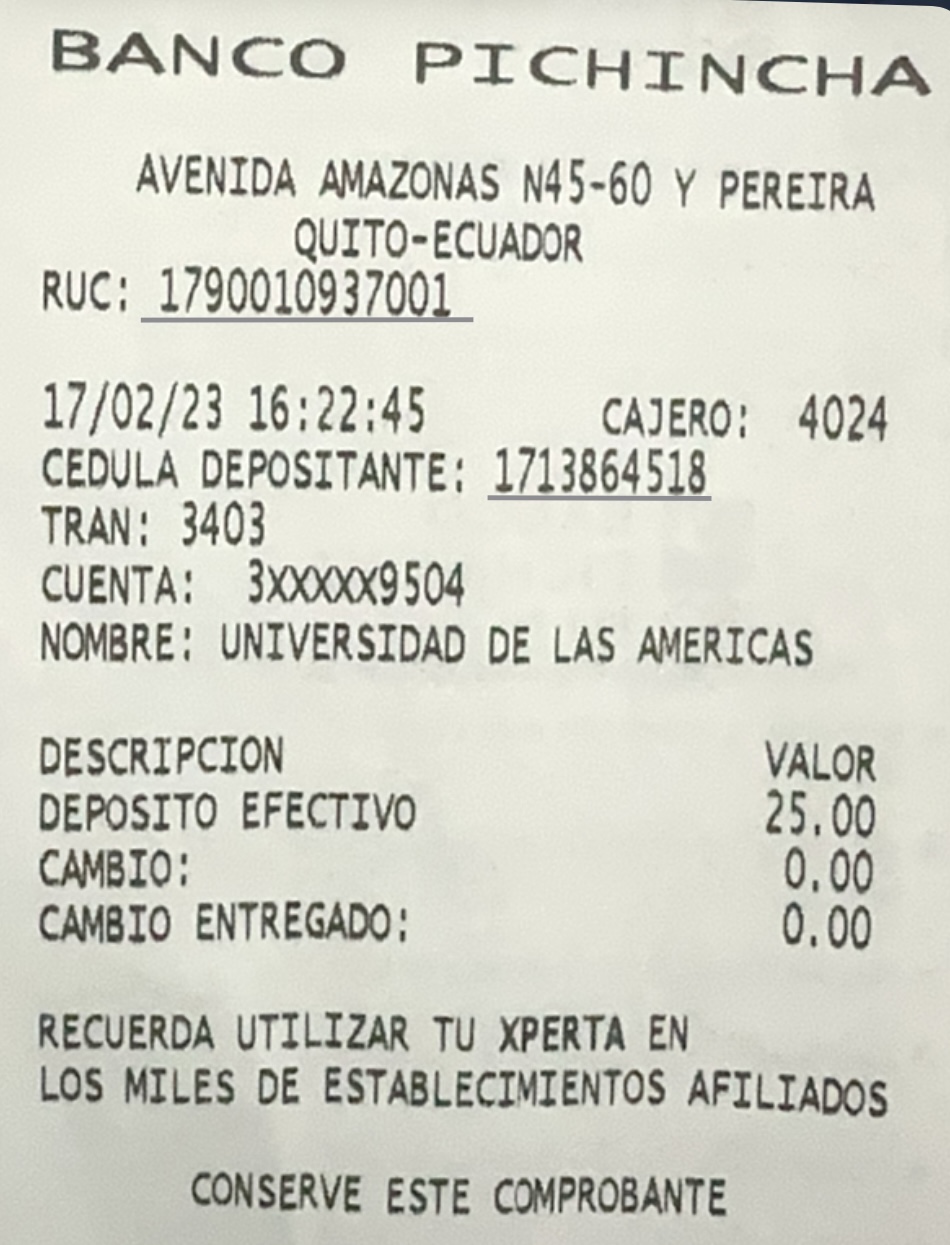 BANCO PICHINCHA
AVENIDA AMAZONAS N45-60 Y PEREIRA
QUITO-ECUADOR
RUC: 1790010937001
17/02/23 16:22:45 CAJERO: 4024
CEDULA DEPOSITANTE: 1713864518
TRAN: 3403
CUENTA: 3XXXXX9504
NOMBRE: UNIVERSIDAD DE LAS AMERICAS
DESCRIPCION VALOR
DEPOSITO EFECTIVO 25.00
CAMBIO: 0.00
CAMBIO ENTREGADO: 0.00
RECUERDA UTILIZAR TU XPERTA EN
LOS MILES DE ESTABLECIMIENTOS AFILIADOS
CONSERVE ESTE COMPROBANTE